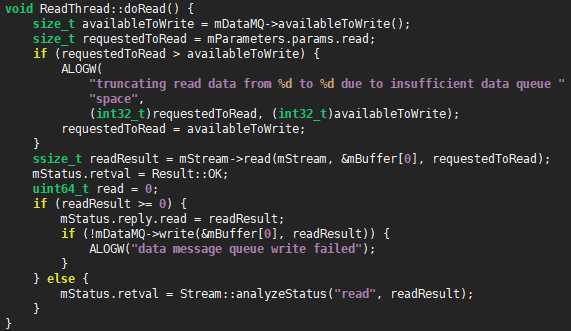 void ReadThread::doRead() {
    size_t availableToWrite = mDataMQ->availableToWrite();
    size_t requestedToRead = mParameters.params.read;
    if (requestedToRead > availableToWrite) {
        ALOGW(
            "truncating read data from %d to %d due to insufficient data queue "
            "space",
            (int32_t)requestedToRead, (int32_t)availableToWrite);
        requestedToRead = availableToWrite;
    }
    ssize_t readResult = mStream->read(mStream, &mBuffer[0], requestedToRead);
    mStatus.retval = Result::OK;
    uint64_t read = 0;
    if (readResult >= 0) {
        mStatus.reply.read = readResult;
        if (!mDataMQ->write(&mBuffer[0], readResult)) {
            ALOGW("data message queue write failed");
        }
    } else {
        mStatus.retval = Stream::analyzeStatus("read", readResult);
    }
}